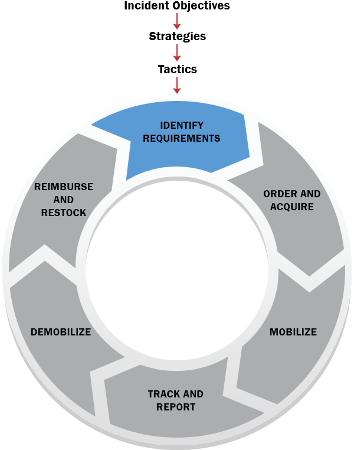 Incident Objectives
Strategies
Tactics
IDENTIFY
REQUIREMENTS
ORDER AND
ACQUIRE
MOBILIZE
TRACK AND
REPORT
DEMOBILIZE
REIMBURSE
AND
RESTOCK